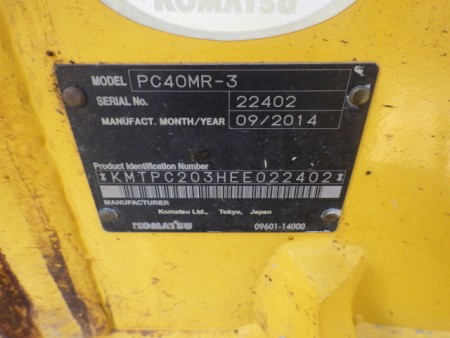 KOMATSU
MODEL PC40MR-3
SERIAL No. 22402
MANUFACT. MONTH/YEAR 09/2014
Product Identification Number
*KMTPC203HEE022402*
MANUFACTURER
Komatsu Ltd., Tokyo, Japan
KOMATSU 09601-14000